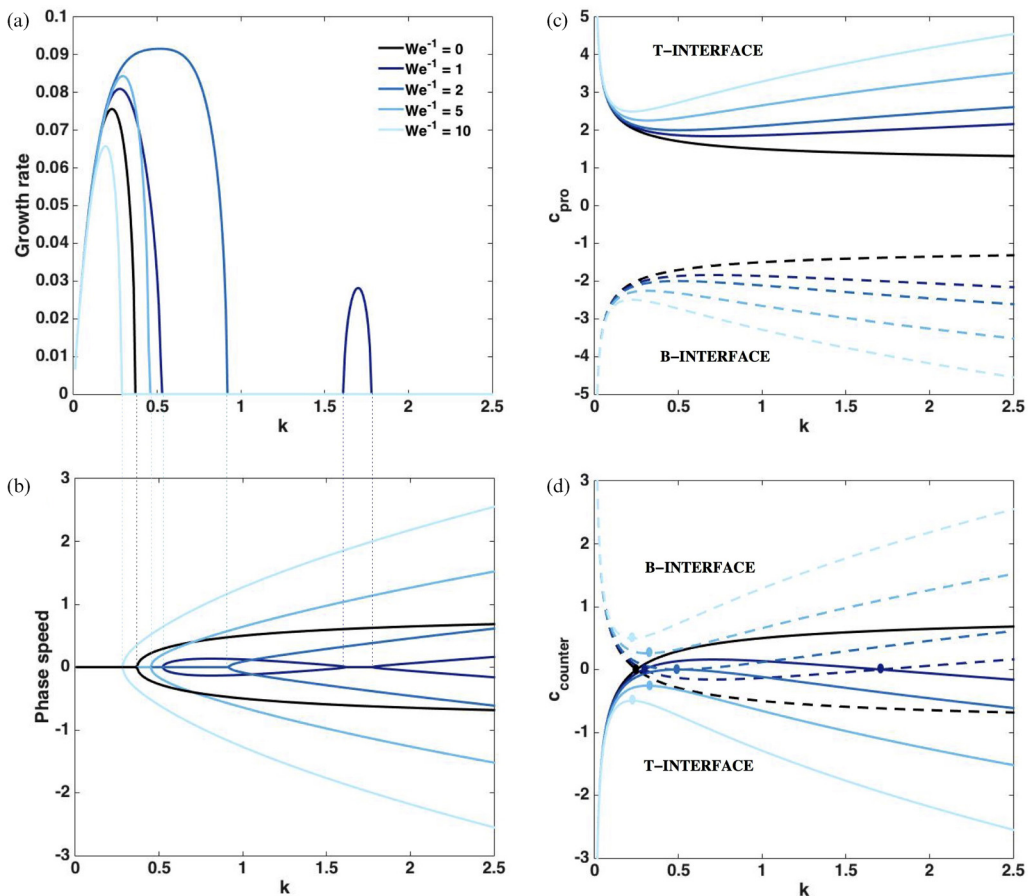 (a)
0.1
0.09
0.08
0.07
0.06
0.05
0.04
0.03
0.02
0.01
0
Growth rate
We⁻¹ = 0
We⁻¹ = 1
We⁻¹ = 2
We⁻¹ = 5
We⁻¹ = 10
0 0.5 1 1.5 2 2.5
k
(c)
5
4
3
2
1
0
-1
-2
-3
-4
-5
c_pro
T-INTERFACE
B-INTERFACE
0 0.5 1 1.5 2 2.5
k
(b)
3
2
1
0
-1
-2
-3
Phase speed
0 0.5 1 1.5 2 2.5
k
(d)
3
2
1
0
-1
-2
-3
c_counter
B-INTERFACE
T-INTERFACE
0 0.5 1 1.5 2 2.5
k